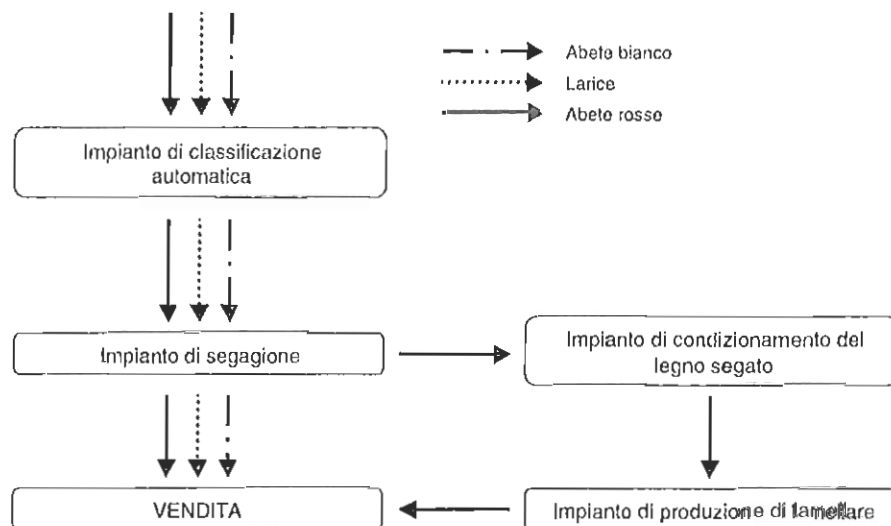 Abete bianco
Larice
Abete rosso
Impianto di classificazione
automatica
Impianto di segagione
Impianto di condizionamento del
legno segato
VENDITA
Impianto di produzione di